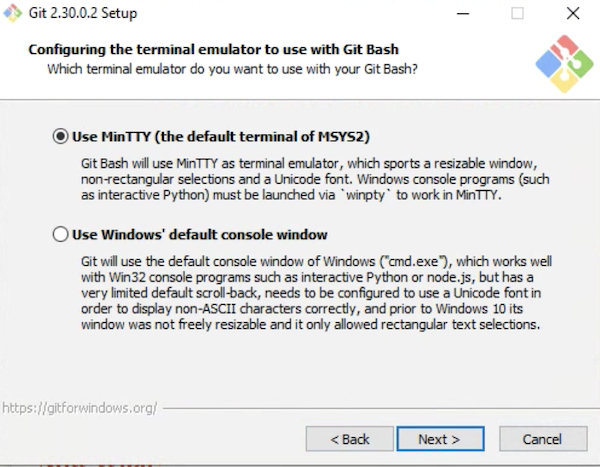 Git 2.30.0.2 Setup
Configuring the terminal emulator to use with Git Bash
Which terminal emulator do you want to use with your Git Bash?
Use MinTTY (the default terminal of MSYS2)
Git Bash will use MinTTY as terminal emulator, which sports a resizable window,
non-rectangular selections and a Unicode font. Windows console programs (such
as interactive Python) must be launched via `winpty` to work in MinTTY.
Use Windows' default console window
Git will use the default console window of Windows ("cmd.exe"), which works well
with Win32 console programs such as interactive Python or node.js, but has a
very limited default scroll-back, needs to be configured to use a Unicode font in
order to display non-ASCII characters correctly, and prior to Windows 10 its
window was not freely resizable and it only allowed rectangular text selections.
https://gitforwindows.org/
< Back
Next >
Cancel